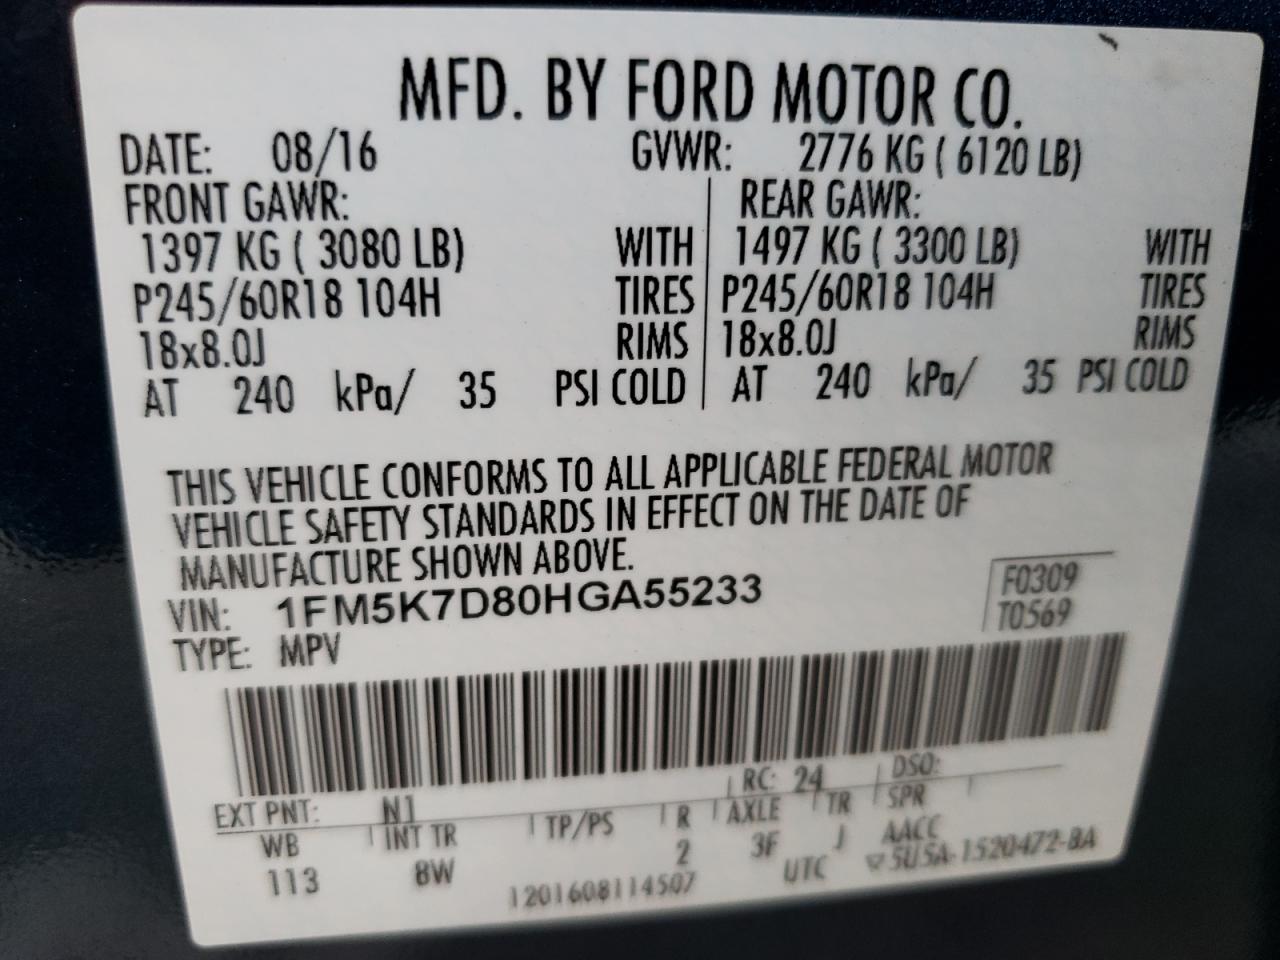 MFD. BY FORD MOTOR CO.
DATE: 08/16 GVWR: 2776 KG ( 6120 LB)
FRONT GAWR: REAR GAWR:
1397 KG ( 3080 LB) WITH 1497 KG ( 3300 LB) WITH
P245/60R18 104H TIRES P245/60R18 104H TIRES
18x8.0J RIMS 18x8.0J RIMS
AT 240 kPa/ 35 PSI COLD AT 240 kPa/ 35 PSI COLD
THIS VEHICLE CONFORMS TO ALL APPLICABLE FEDERAL MOTOR
VEHICLE SAFETY STANDARDS IN EFFECT ON THE DATE OF
MANUFACTURE SHOWN ABOVE.
VIN: 1FM5K7D80HGA55233
F0309
T0569
TYPE: MPV
EXT PNT: N1 RC: 24 DSO:
WB INT TR TP/PS R AXLE TR SPR
113 8W 2 3F J AACC
1201608114507 UTC ▽5U5A-1520472-BA